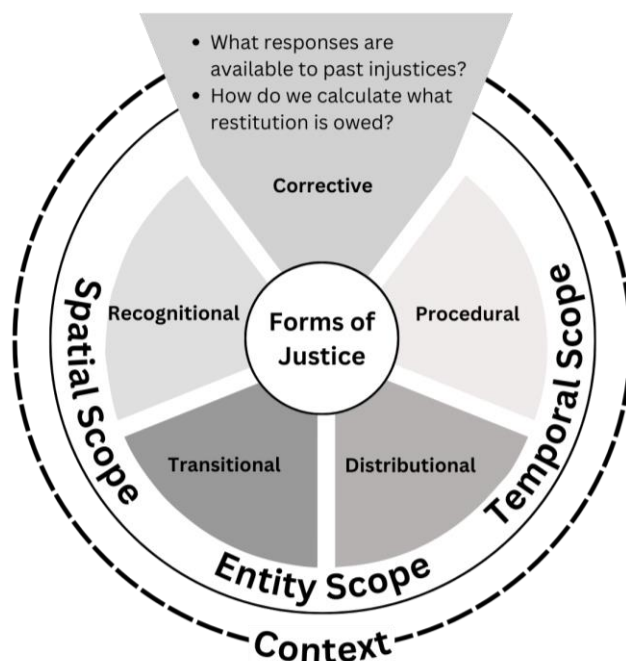 • What responses are
available to past injustices?
• How do we calculate what
restitution is owed?
Corrective
Recognitional
Forms of
Justice
Procedural
Transitional
Distributional
Spatial Scope
Entity Scope
Temporal Scope
Context